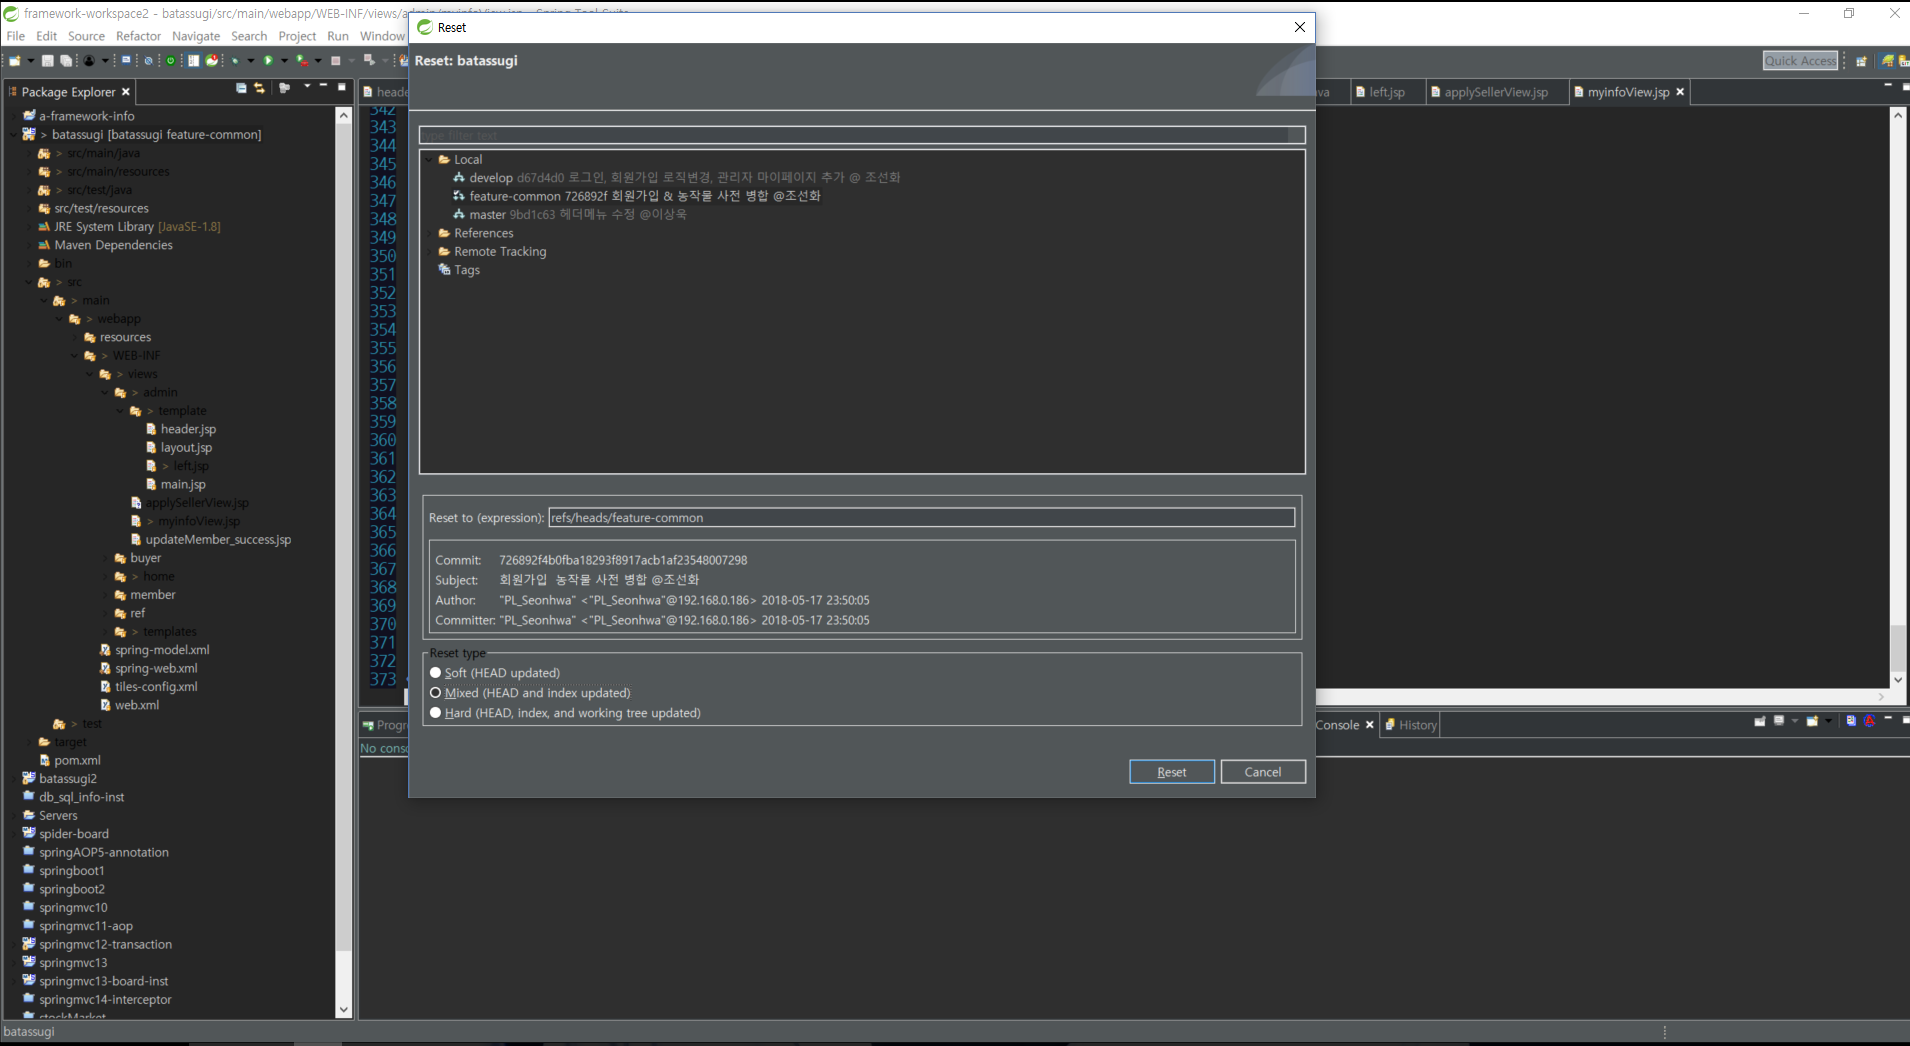 framework-workspace2 - batassugi/src/main/webapp/WEB-INF/views/admin/myinfoView.jsp - Spring Tool Suite
File Edit Source Refactor Navigate Search Project Run Window
Quick Access
Package Explorer
a-framework-info
> batassugi [batassugi feature-common]
> src/main/java
> src/main/resources
> src/test/java
src/test/resources
JRE System Library [JavaSE-1.8]
Maven Dependencies
bin
> src
> main
> webapp
resources
> WEB-INF
> views
> admin
> template
header.jsp
layout.jsp
> left.jsp
main.jsp
applySellerView.jsp
> myinfoView.jsp
updateMember_success.jsp
buyer
> home
member
ref
> templates
spring-model.xml
spring-web.xml
tiles-config.xml
web.xml
> test
target
pom.xml
batassugi2
db_sql_info-inst
Servers
spider-board
springAOP5-annotation
springboot1
springboot2
springmvc10
springmvc11-aop
springmvc12-transaction
springmvc13
springmvc13-board-inst
springmvc14-interceptor
stockMarket
batassugi
heade
342
343
344
345
346
347
348
349
350
351
352
353
354
355
356
357
358
359
360
361
362
363
364
365
366
367
368
369
370
371
372
373
Progr
No conso
Reset
Reset: batassugi
type filter text
Local
develop d67d4d0 로그인, 회원가입 로직변경, 관리자 마이페이지 추가 @ 조선화
feature-common 726892f 회원가입 & 농작물 사전 병합 @조선화
master 9bd1c63 헤더메뉴 수정 @이상욱
References
Remote Tracking
Tags
Reset to (expression): refs/heads/feature-common
Commit: 726892f4b0fba18293f8917acb1af23548007298
Subject: 회원가입 농작물 사전 병합 @조선화
Author: "PL_Seonhwa" <"PL_Seonhwa"@192.168.0.186> 2018-05-17 23:50:05
Committer: "PL_Seonhwa" <"PL_Seonhwa"@192.168.0.186> 2018-05-17 23:50:05
Reset type
Soft (HEAD updated)
Mixed (HEAD and index updated)
Hard (HEAD, index, and working tree updated)
Reset Cancel
va left.jsp applySellerView.jsp myinfoView.jsp
Console History